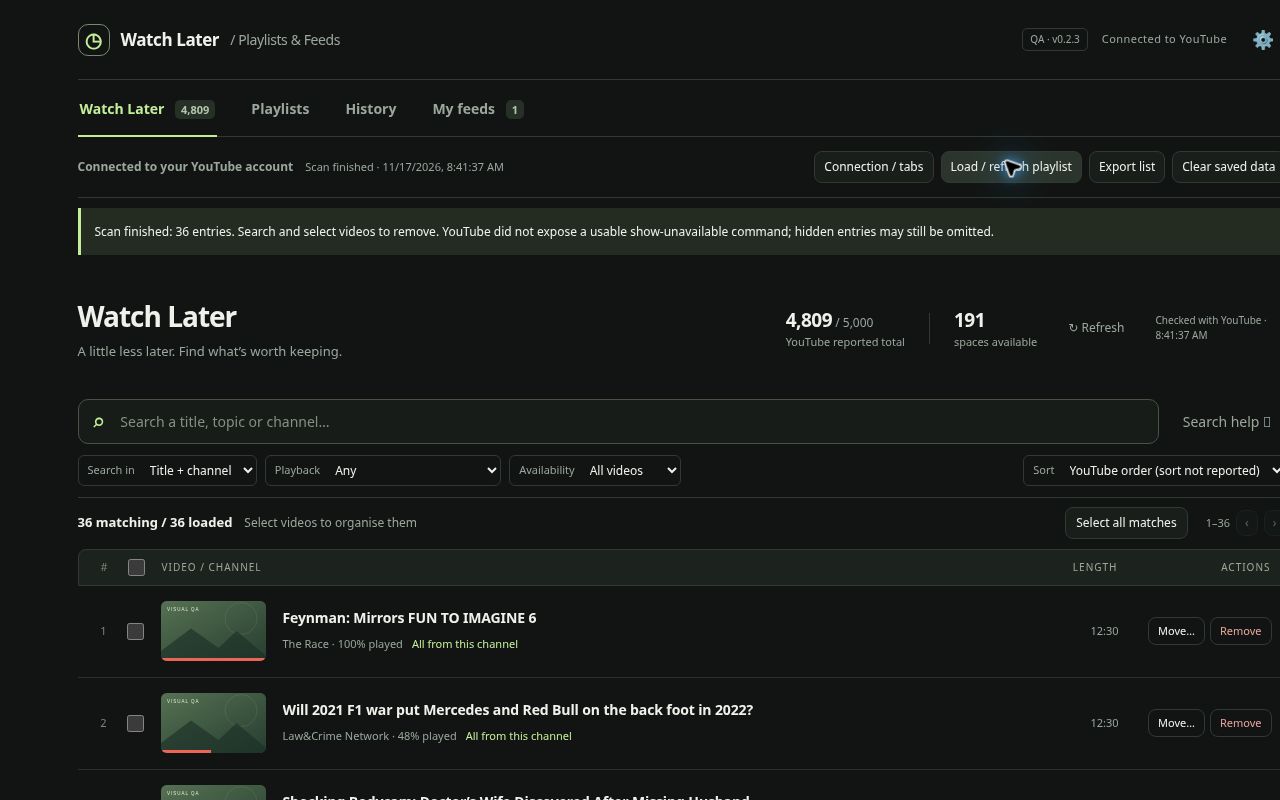 Watch Later / Playlists & Feeds
QA · v0.2.3
Connected to YouTube
Watch Later 4,809
Playlists
History
My feeds 1
Connected to your YouTube account
Scan finished · 11/17/2026, 8:41:37 AM
Connection / tabs
Load / refresh playlist
Export list
Clear saved data
Scan finished: 36 entries. Search and select videos to remove. YouTube did not expose a usable show-unavailable command; hidden entries may still be omitted.
Watch Later
A little less later. Find what’s worth keeping.
4,809 / 5,000
YouTube reported total
191
spaces available
↻ Refresh
Checked with YouTube ·
8:41:37 AM
Search a title, topic or channel…
Search help
Search in Title + channel
Playback Any
Availability All videos
Sort YouTube order (sort not reported)
36 matching / 36 loaded
Select videos to organise them
Select all matches
1–36 ‹ ›
# VIDEO / CHANNEL LENGTH ACTIONS
1
VISUAL QA
Feynman: Mirrors FUN TO IMAGINE 6
The Race · 100% played All from this channel
12:30
Move…
Remove
2
VISUAL QA
Will 2021 F1 war put Mercedes and Red Bull on the back foot in 2022?
Law&Crime Network · 48% played All from this channel
12:30
Move…
Remove
VISUAL QA
Shocking Bodycam: Doctor’s Wife Discovered After Missing Husband